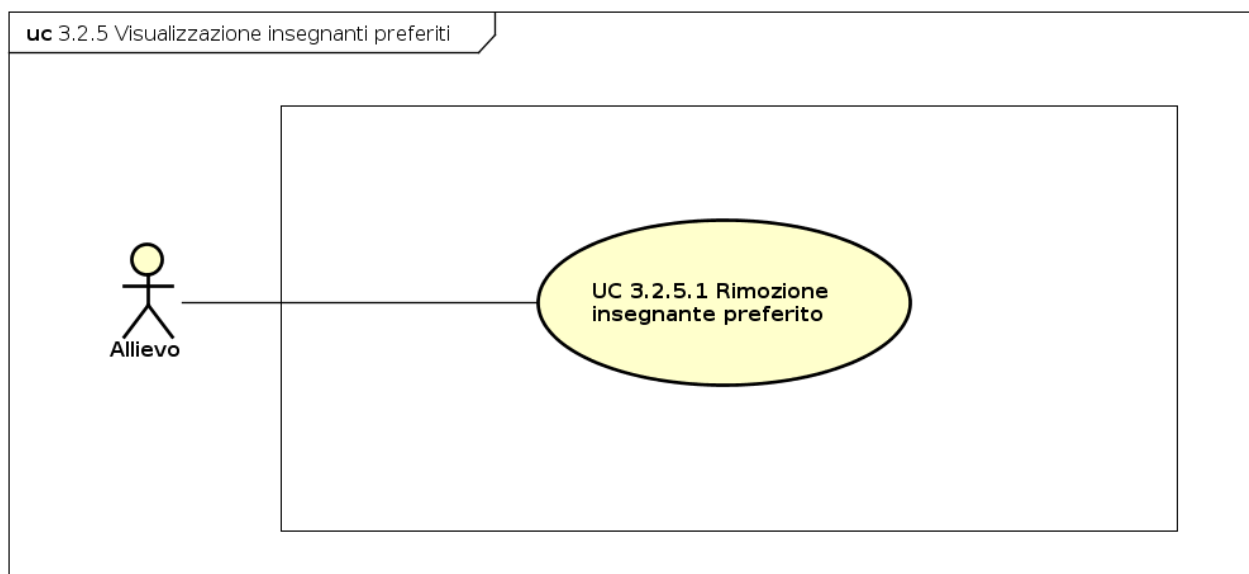 uc 3.2.5 Visualizzazione insegnanti preferiti
UC 3.2.5.1 Rimozione
insegnante preferito
Allievo